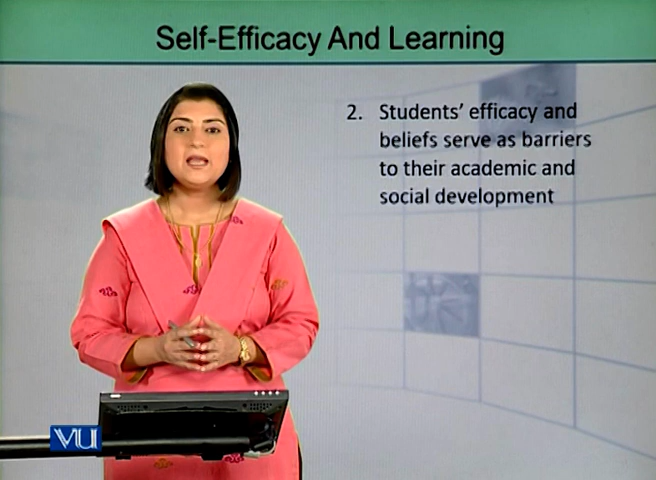 Self-Efficacy And Learning
2. Students' efficacy and
beliefs serve as barriers
to their academic and
social development
VU